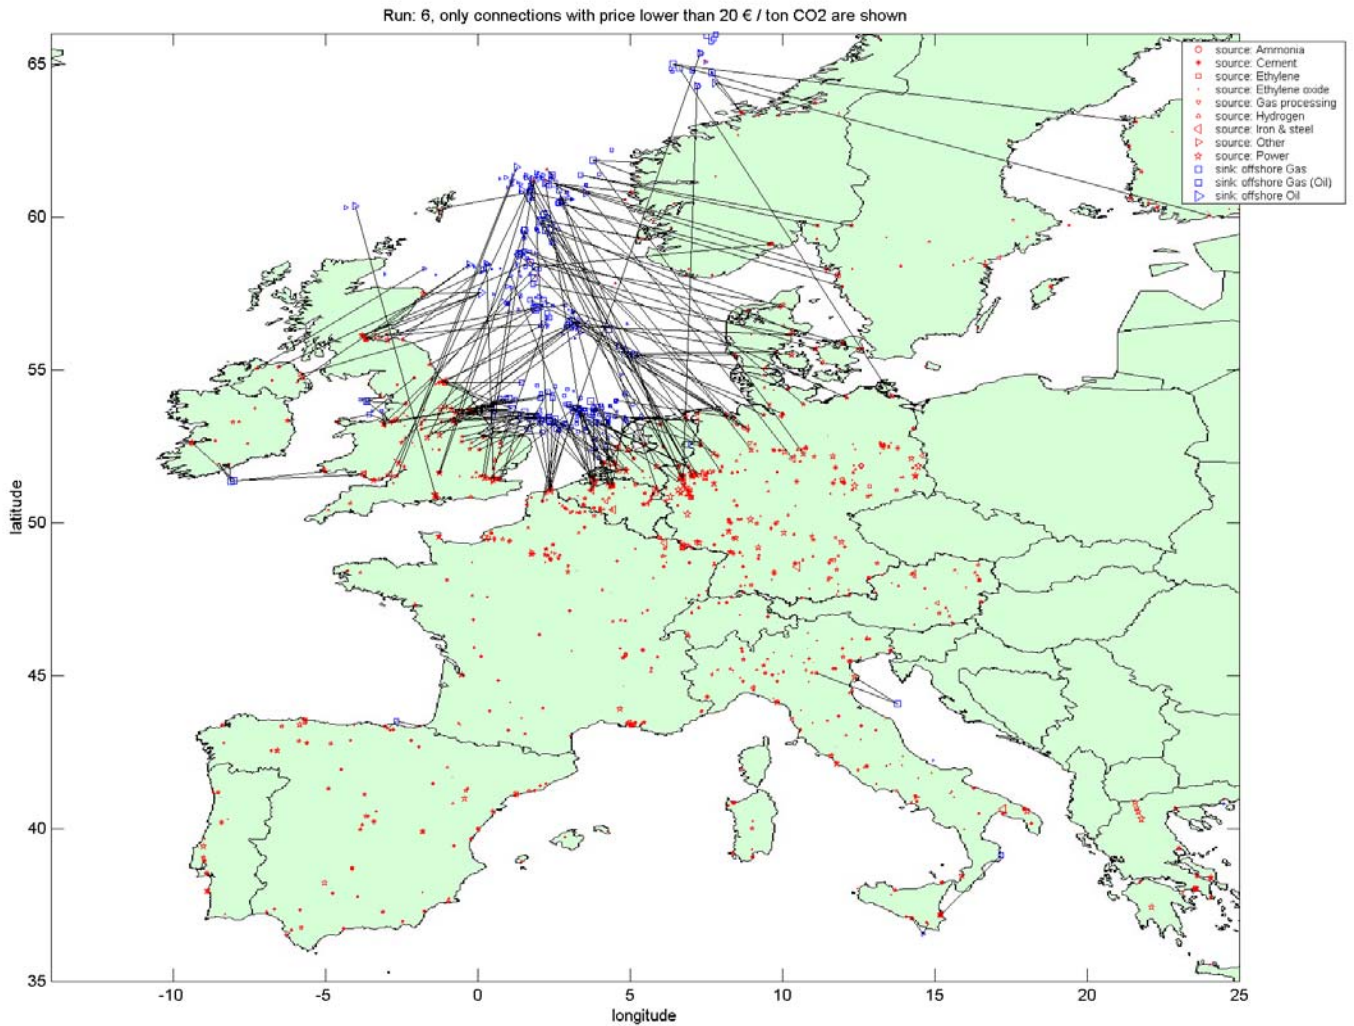 Run: 6, only connections with price lower than 20 € / ton CO2 are shown
source: Ammonia
source: Cement
source: Ethylene
source: Ethylene oxide
source: Gas processing
source: Hydrogen
source: Iron & steel
source: Other
source: Power
sink: offshore Gas
sink: offshore Gas (Oil)
sink: offshore Oil
65
60
55
50
45
40
35
latitude
-10
-5
0
5
10
15
20
25
longitude